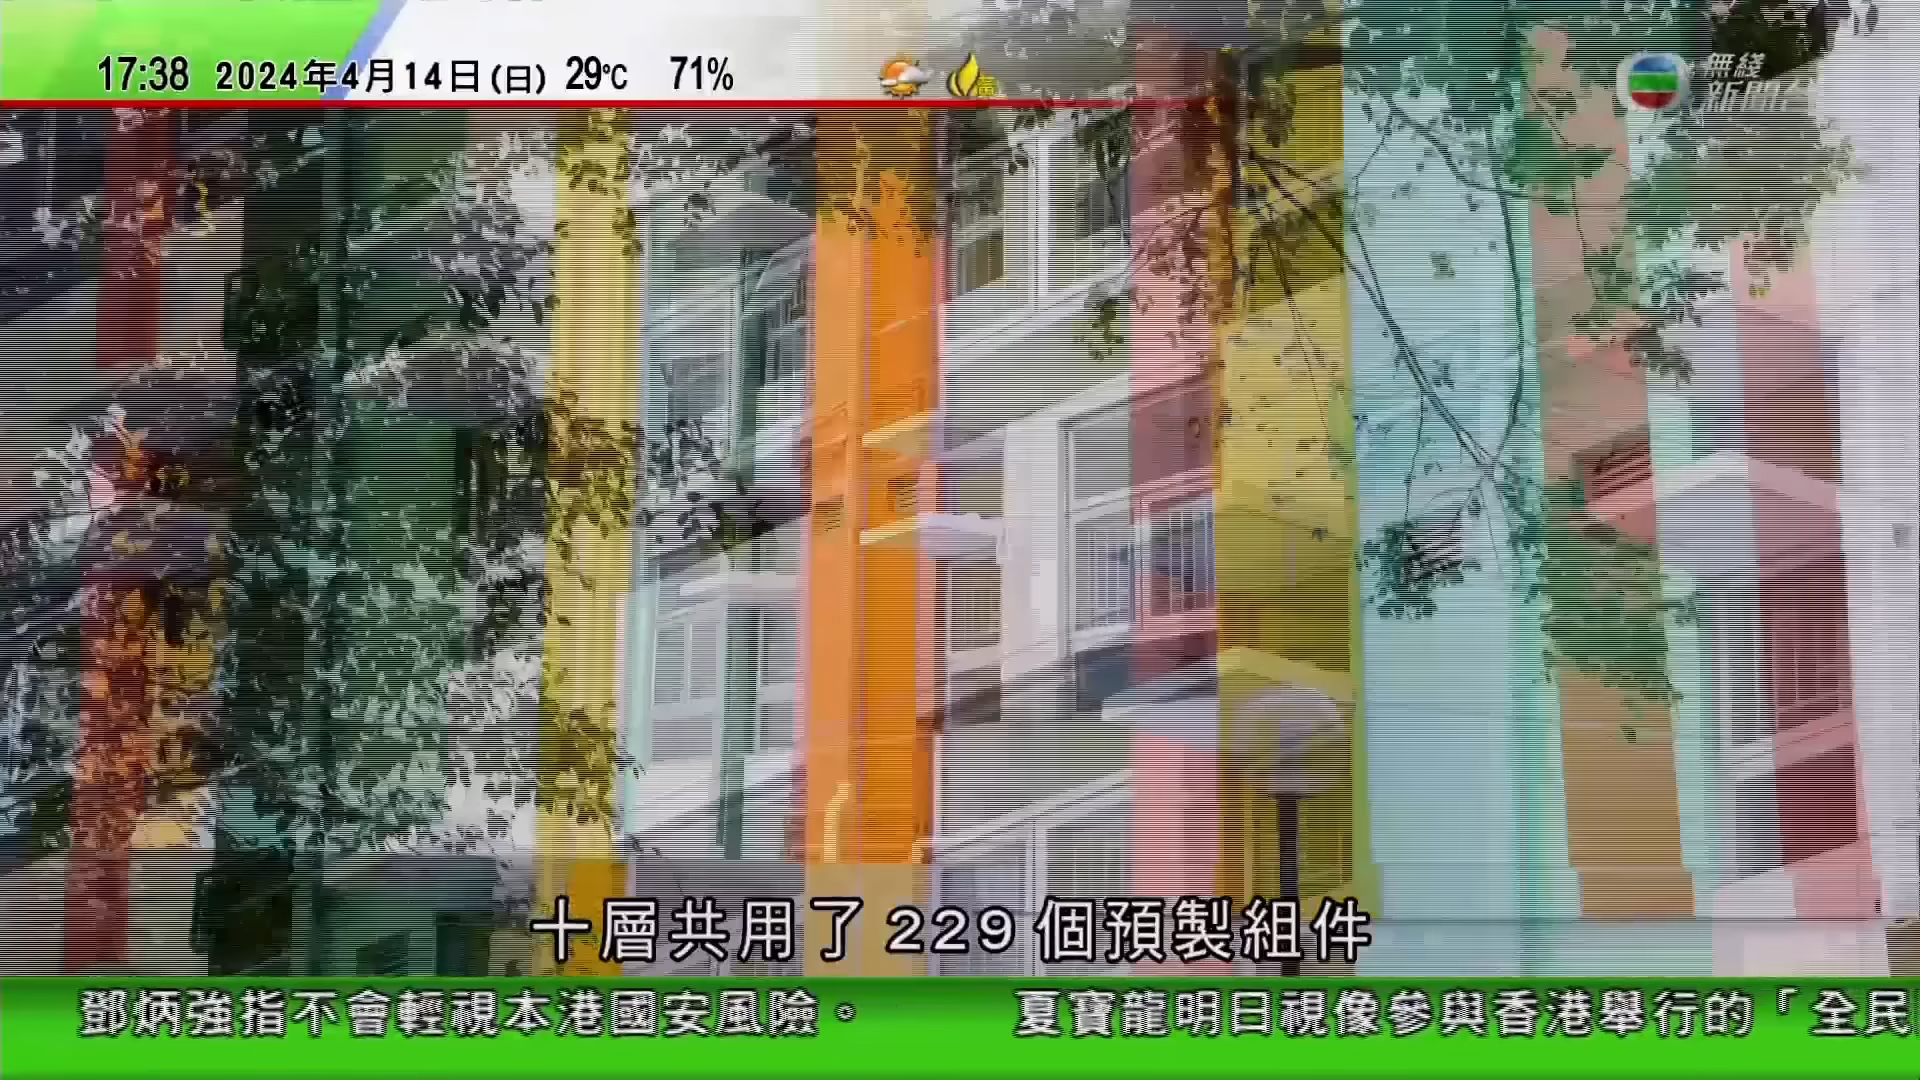 17:38 2024年4月14日(日) 29℃ 71%
黃
無綫
新聞台
十層共用了229個預製組件
鄧炳強指不會輕視本港國安風險。 夏寶龍明日視像參與香港舉行的「全民